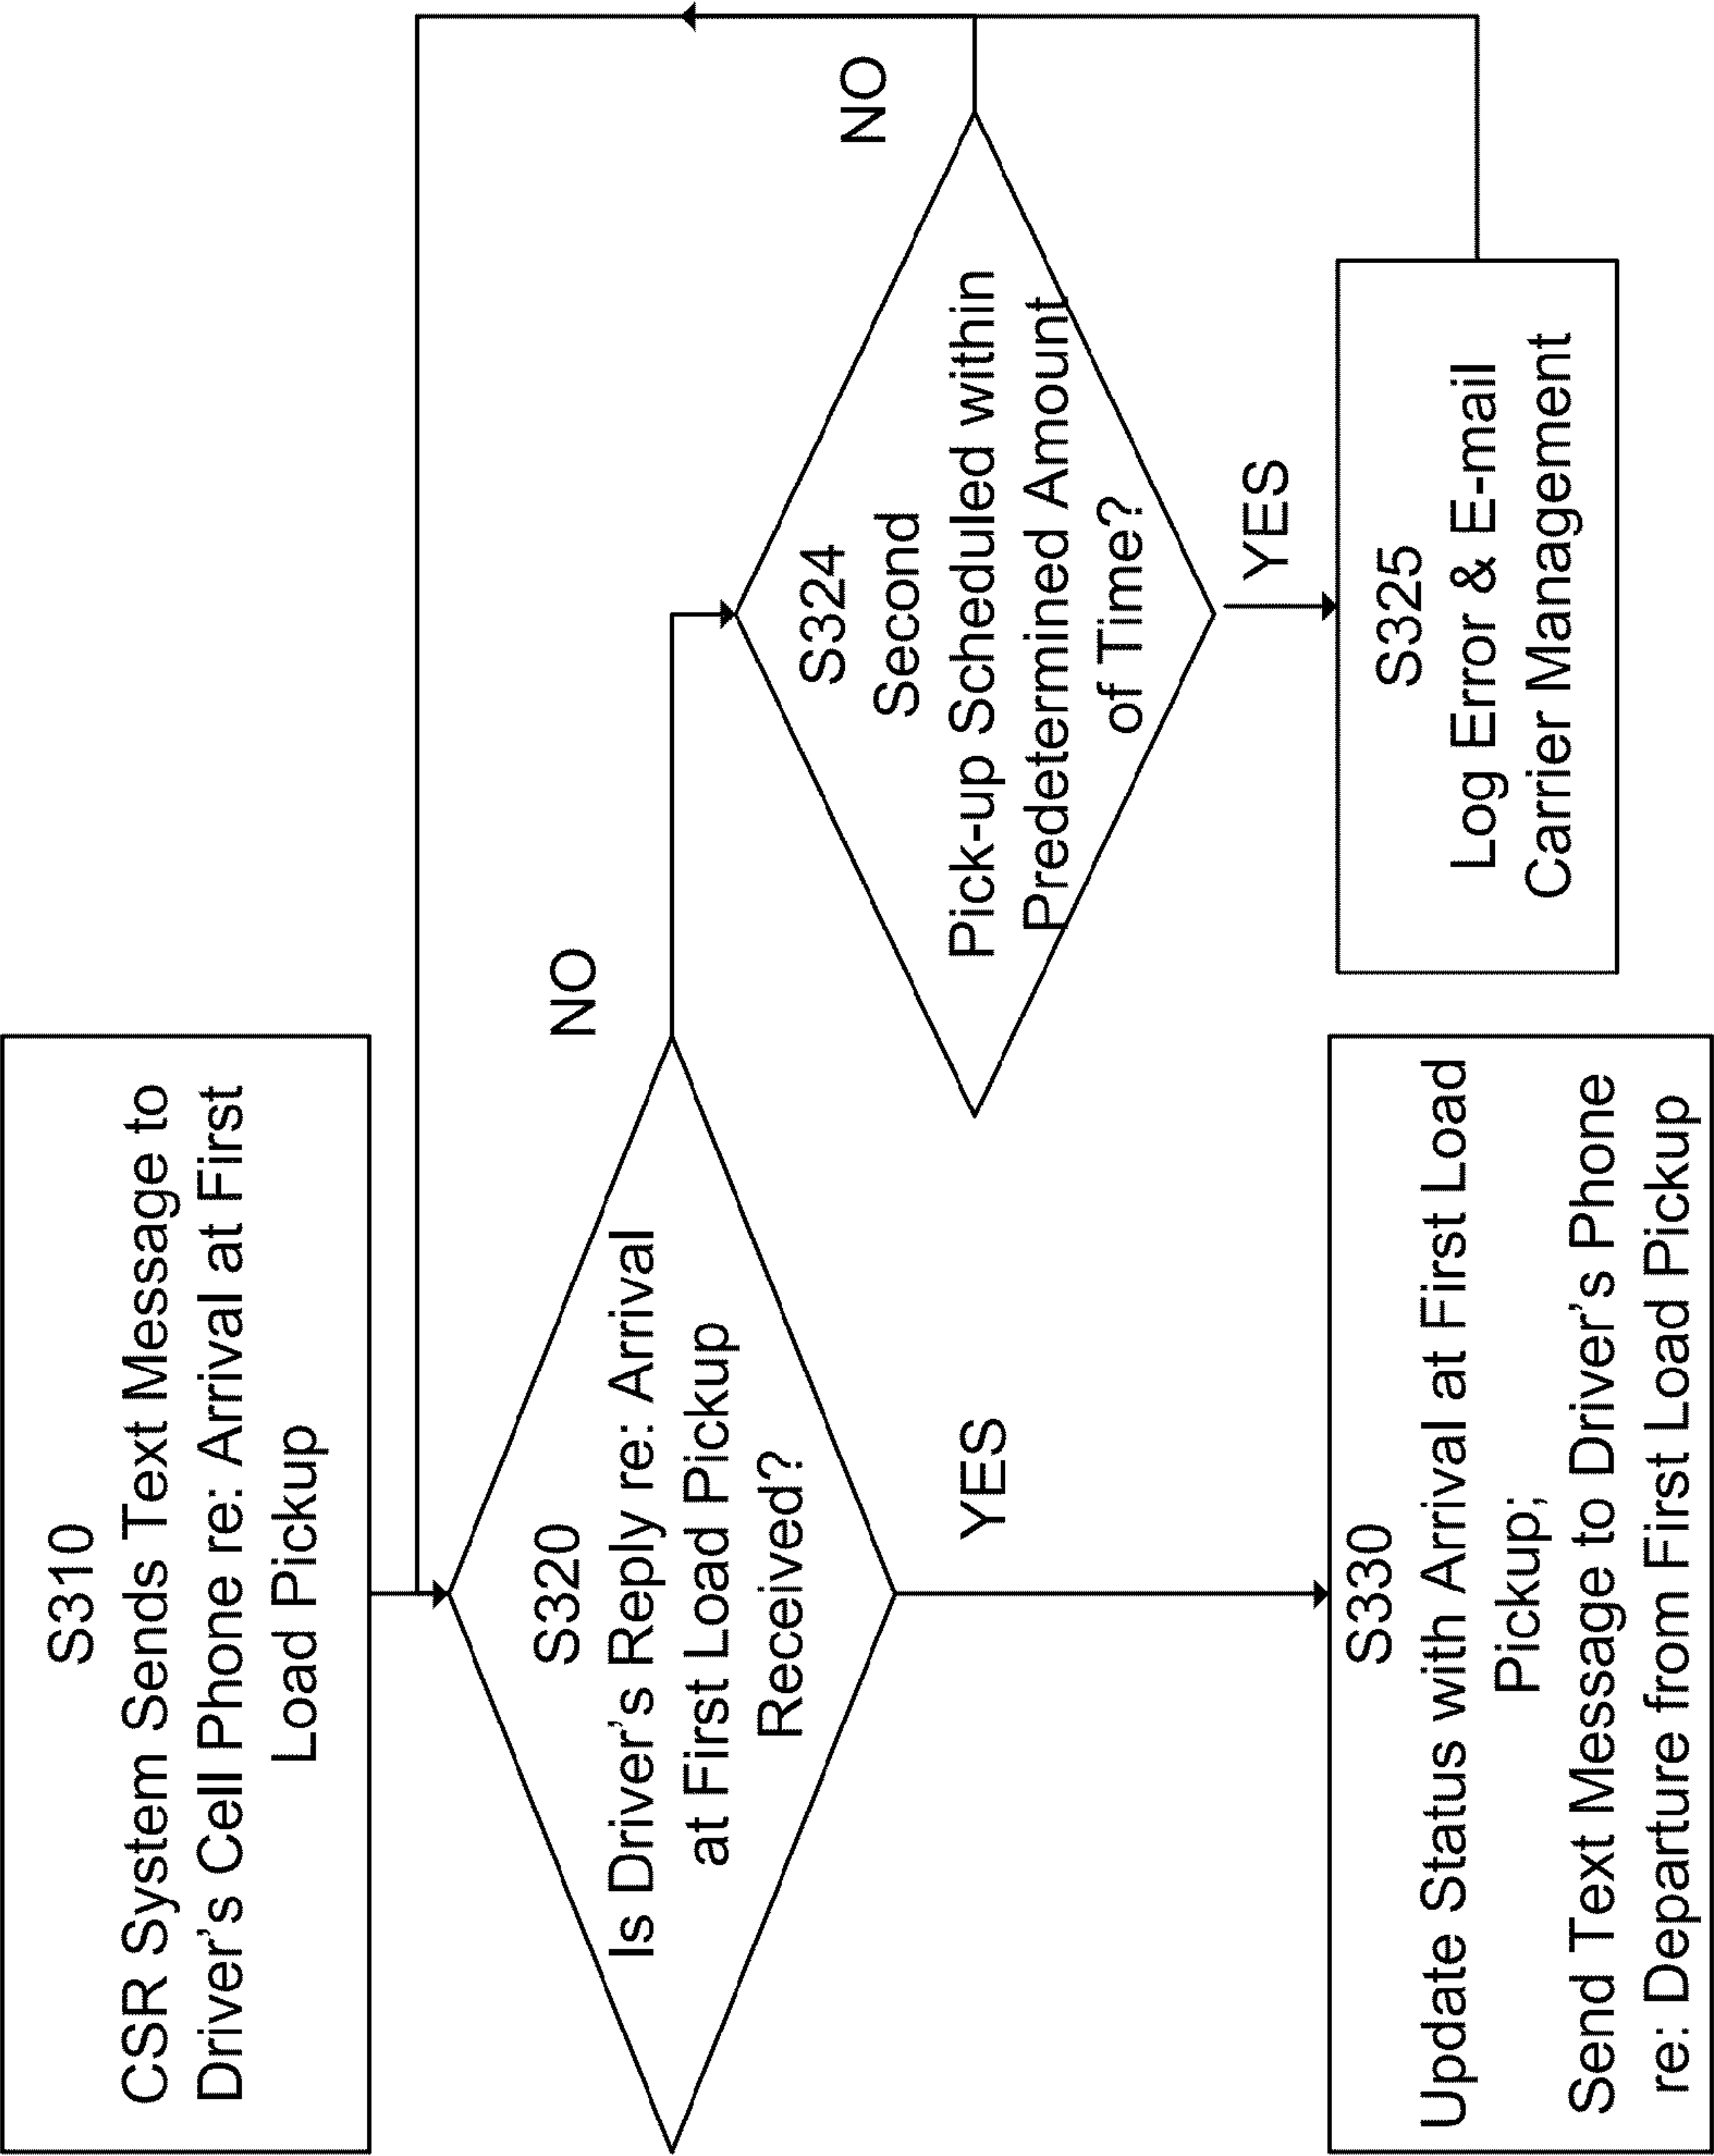 S310
CSR System Sends Text Message to
Driver's Cell Phone re: Arrival at First
Load Pickup
S320
Is Driver's Reply re: Arrival
at First Load Pickup
Received?
NO
YES
S324
Second
Pick-up Scheduled within
Predetermined Amount
of Time?
NO
YES
S325
Log Error & E-mail
Carrier Management
S330
Update Status with Arrival at First Load
Pickup;
Send Text Message to Driver's Phone
re: Departure from First Load Pickup